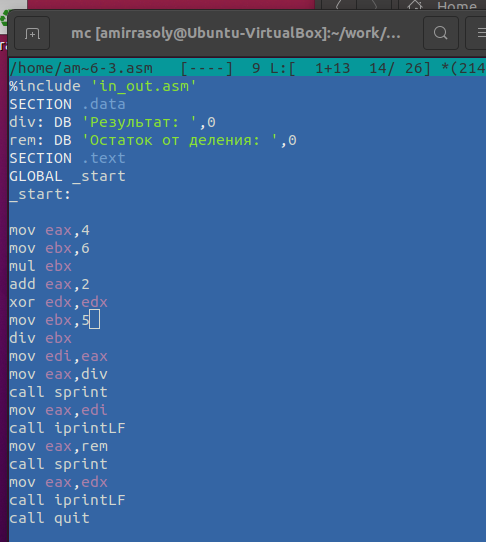 Home
mc [amirrasoly@Ubuntu-VirtualBox]:~/work/...
/home/am~6-3.asm [----] 9 L:[ 1+13 14/ 26] *(214
%include 'in_out.asm'
SECTION .data
div: DB 'Результат: ',0
rem: DB 'Остаток от деления: ',0
SECTION .text
GLOBAL _start
_start:
mov eax,4
mov ebx,6
mul ebx
add eax,2
xor edx,edx
mov ebx,5
div ebx
mov edi,eax
mov eax,div
call sprint
mov eax,edi
call iprintLF
mov eax,rem
call sprint
mov eax,edx
call iprintLF
call quit